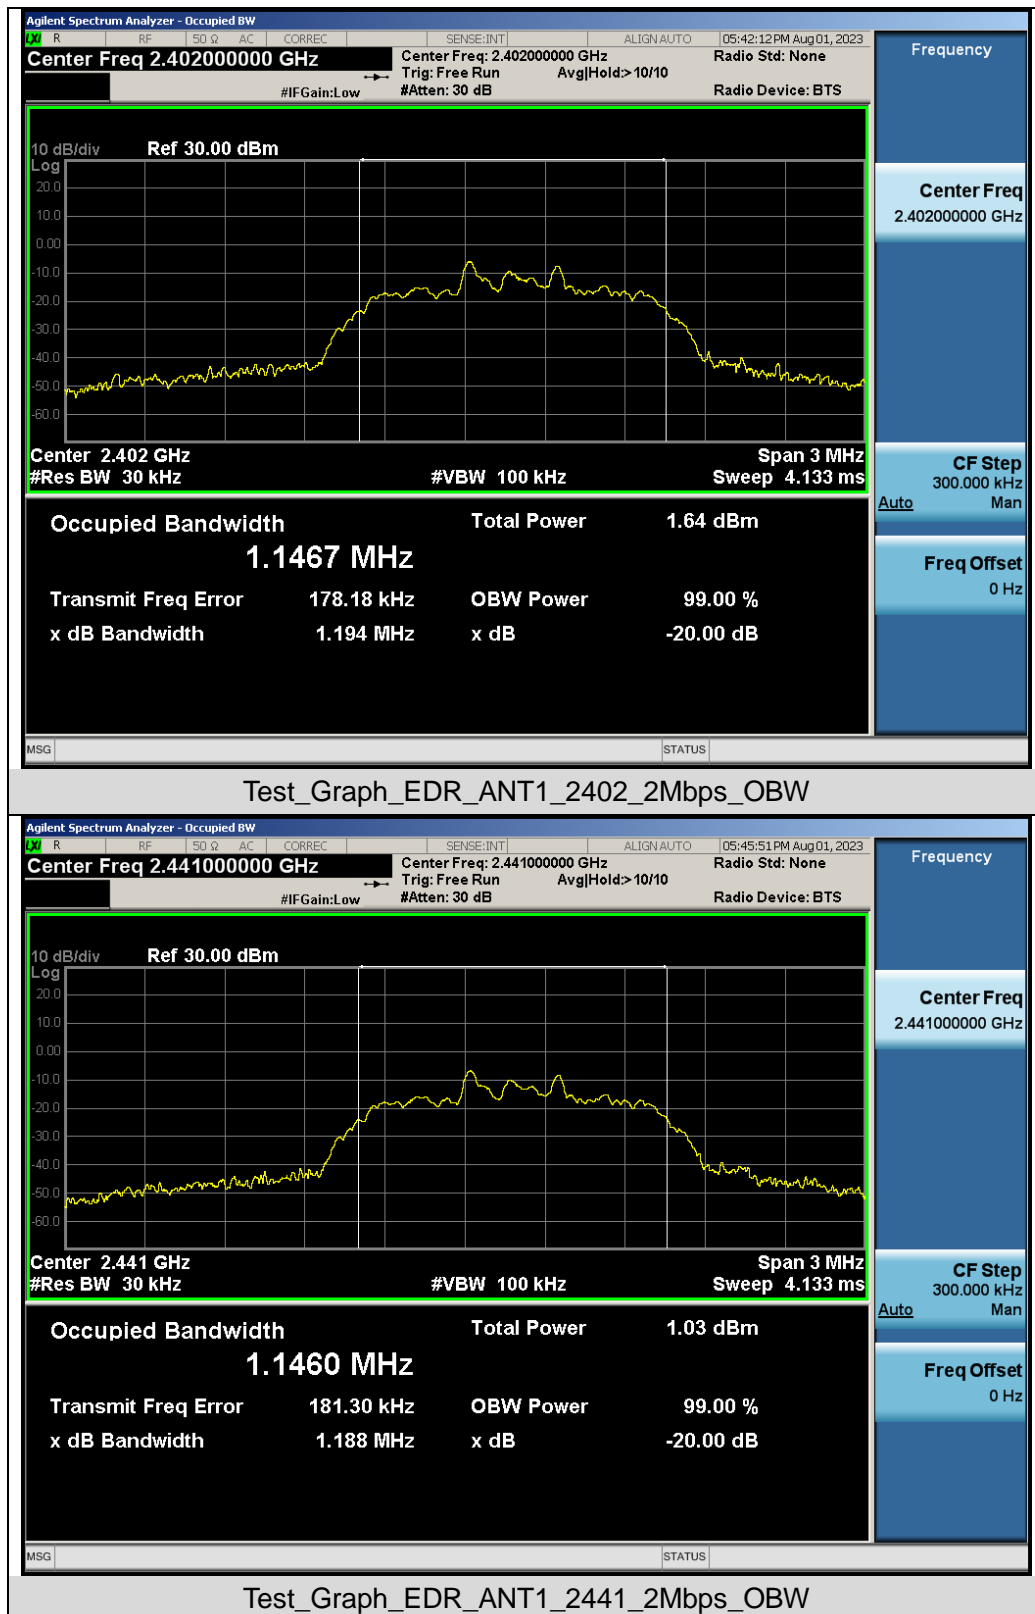 Agilent Spectrum Analyzer - Occupied BW
LXI R RF 50 Ω AC CORREC SENSE:INT ALIGN AUTO 05:42:12 PM Aug 01, 2023
Center Freq 2.402000000 GHz
Center Freq: 2.402000000 GHz Radio Std: None
Trig: Free Run Avg|Hold:>10/10
#IFGain:Low #Atten: 30 dB Radio Device: BTS
Frequency
10 dB/div Ref 30.00 dBm
Log
20.0
10.0
0.00
-10.0
-20.0
-30.0
-40.0
-50.0
-60.0
Center 2.402 GHz Span 3 MHz
#Res BW 30 kHz #VBW 100 kHz Sweep 4.133 ms
Center Freq
2.402000000 GHz
CF Step
300.000 kHz
Auto Man
Freq Offset
0 Hz
Occupied Bandwidth Total Power 1.64 dBm
1.1467 MHz
Transmit Freq Error 178.18 kHz OBW Power 99.00 %
x dB Bandwidth 1.194 MHz x dB -20.00 dB
MSG STATUS
Test_Graph_EDR_ANT1_2402_2Mbps_OBW
Agilent Spectrum Analyzer - Occupied BW
LXI R RF 50 Ω AC CORREC SENSE:INT ALIGN AUTO 05:45:51 PM Aug 01, 2023
Center Freq 2.441000000 GHz
Center Freq: 2.441000000 GHz Radio Std: None
Trig: Free Run Avg|Hold:>10/10
#IFGain:Low #Atten: 30 dB Radio Device: BTS
Frequency
10 dB/div Ref 30.00 dBm
Log
20.0
10.0
0.00
-10.0
-20.0
-30.0
-40.0
-50.0
-60.0
Center 2.441 GHz Span 3 MHz
#Res BW 30 kHz #VBW 100 kHz Sweep 4.133 ms
Center Freq
2.441000000 GHz
CF Step
300.000 kHz
Auto Man
Freq Offset
0 Hz
Occupied Bandwidth Total Power 1.03 dBm
1.1460 MHz
Transmit Freq Error 181.30 kHz OBW Power 99.00 %
x dB Bandwidth 1.188 MHz x dB -20.00 dB
MSG STATUS
Test_Graph_EDR_ANT1_2441_2Mbps_OBW